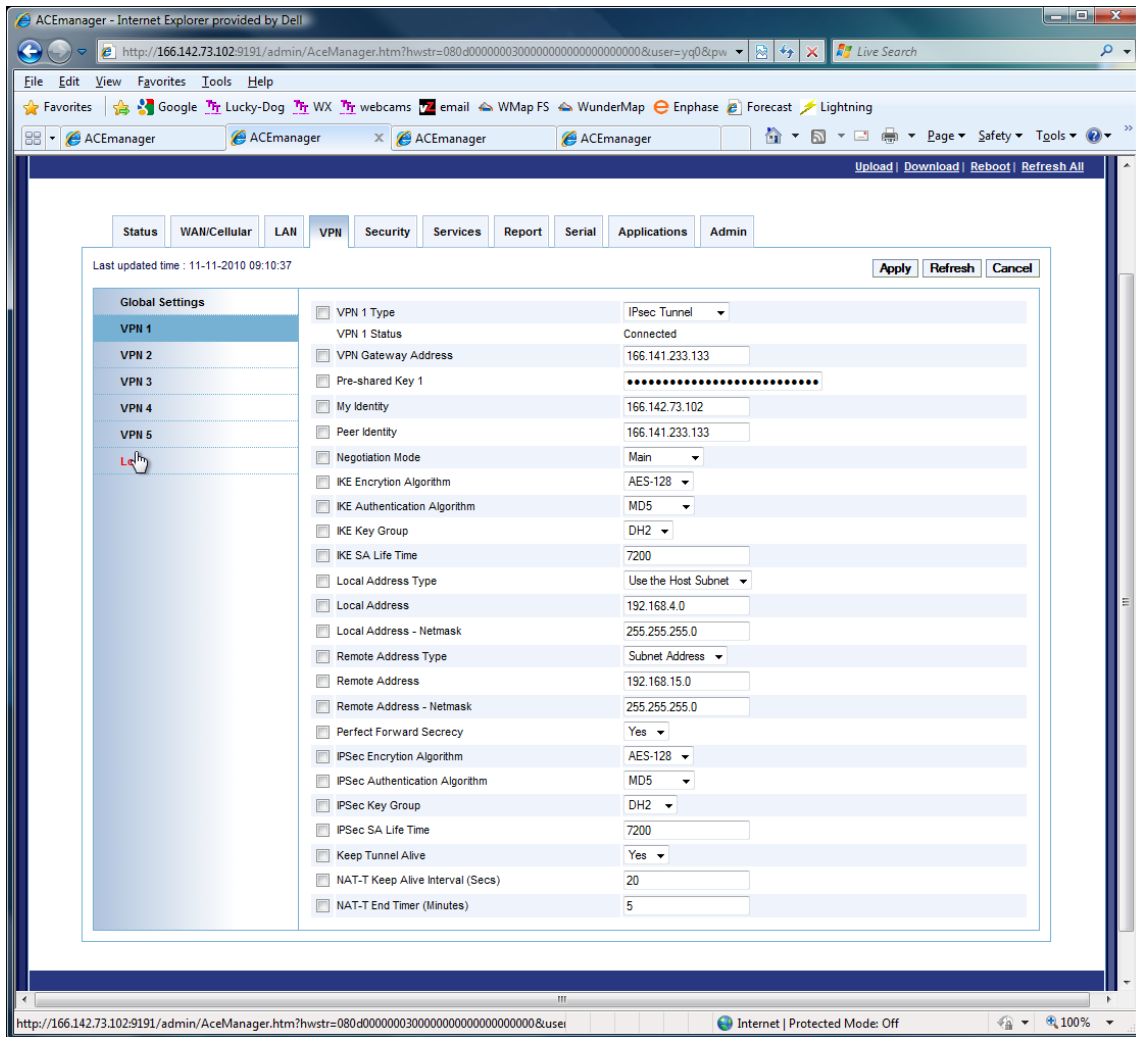 ACEmanager - Internet Explorer provided by Dell
http://166.142.73.102:9191/admin/AceManager.htm?hwstr=080d0000000300000000000000000000&user=yq0&pw
Live Search
File Edit View Favorites Tools Help
Favorites Google Lucky-Dog WX webcams email WMap FS WunderMap Enphase Forecast Lightning
ACEmanager ACEmanager ACEmanager ACEmanager Page Safety Tools
Upload | Download | Reboot | Refresh All
Status WAN/Cellular LAN VPN Security Services Report Serial Applications Admin
Last updated time : 11-11-2010 09:10:37
Apply Refresh Cancel
Global Settings
VPN 1
VPN 2
VPN 3
VPN 4
VPN 5
VPN 1 Type IPsec Tunnel
VPN 1 Status Connected
VPN Gateway Address 166.141.233.133
Pre-shared Key 1 ●●●●●●●●●●●●●●●●●●●●●●●●●●●
My Identity 166.142.73.102
Peer Identity 166.141.233.133
Negotiation Mode Main
IKE Encrytion Algorithm AES-128
IKE Authentication Algorithm MD5
IKE Key Group DH2
IKE SA Life Time 7200
Local Address Type Use the Host Subnet
Local Address 192.168.4.0
Local Address - Netmask 255.255.255.0
Remote Address Type Subnet Address
Remote Address 192.168.15.0
Remote Address - Netmask 255.255.255.0
Perfect Forward Secrecy Yes
IPSec Encrytion Algorithm AES-128
IPSec Authentication Algorithm MD5
IPSec Key Group DH2
IPSec SA Life Time 7200
Keep Tunnel Alive Yes
NAT-T Keep Alive Interval (Secs) 20
NAT-T End Timer (Minutes) 5
http://166.142.73.102:9191/admin/AceManager.htm?hwstr=080d0000000300000000000000000000&user
Internet | Protected Mode: Off
100%